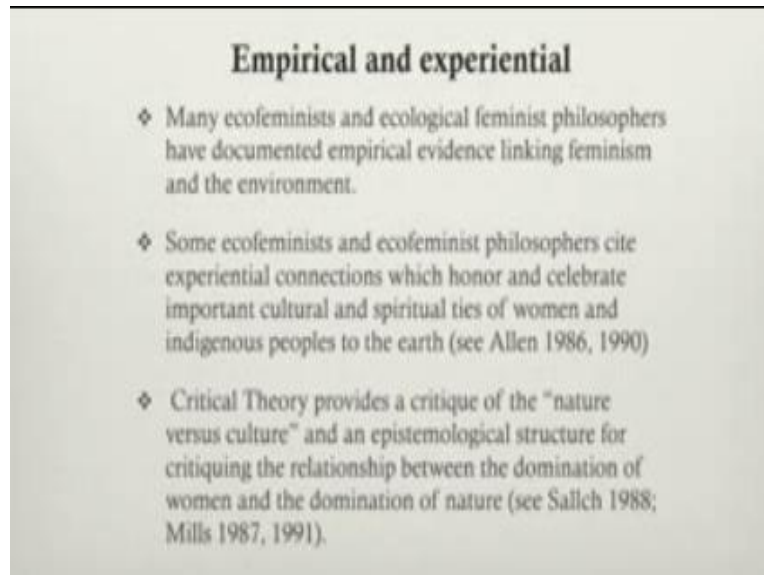 Empirical and experiential
❖ Many ecofeminists and ecological feminist philosophers
have documented empirical evidence linking feminism
and the environment.
❖ Some ecofeminists and ecofeminist philosophers cite
experiential connections which honor and celebrate
important cultural and spiritual ties of women and
indigenous peoples to the earth (see Allen 1986, 1990)
❖ Critical Theory provides a critique of the "nature
versus culture" and an epistemological structure for
critiquing the relationship between the domination of
women and the domination of nature (see Sallch 1988;
Mills 1987, 1991).